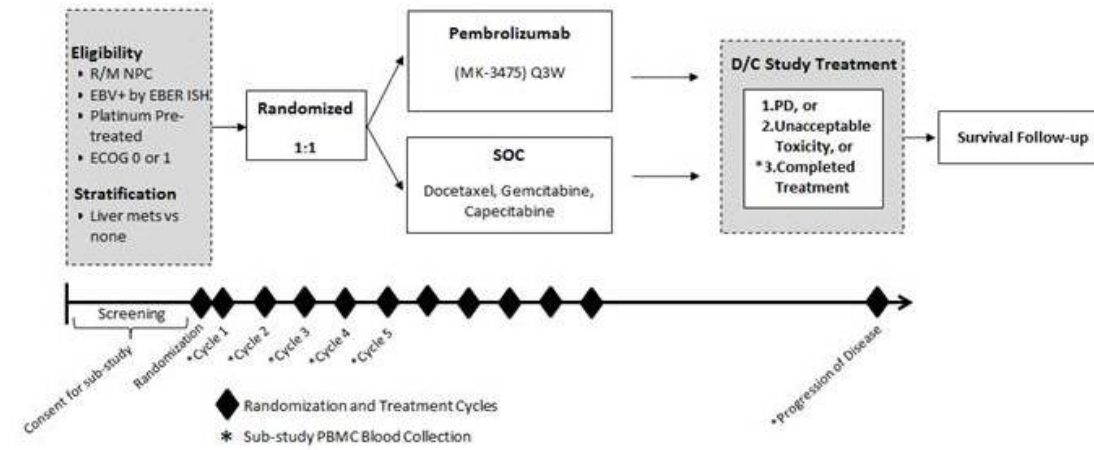 Eligibility
R/M NPC
EBV+ by EBER ISH
Platinum Pre-
treated
ECOG 0 or 1
Stratification
Liver mets vs
none
Randomized
1:1
Pembrolizumab
(MK-3475) Q3W
SOC
Docetaxel, Gemcitabine,
Capecitabine
D/C Study Treatment
1.PD, or
2.Unacceptable
Toxicity, or
*3.Completed
Treatment
Survival Follow-up
Screening
Consent for sub-study
Randomization
*Cycle 1
*Cycle 2
*Cycle 3
*Cycle 4
*Cycle 5
*Progression of Disease
Randomization and Treatment Cycles
* Sub-study PBMC Blood Collection